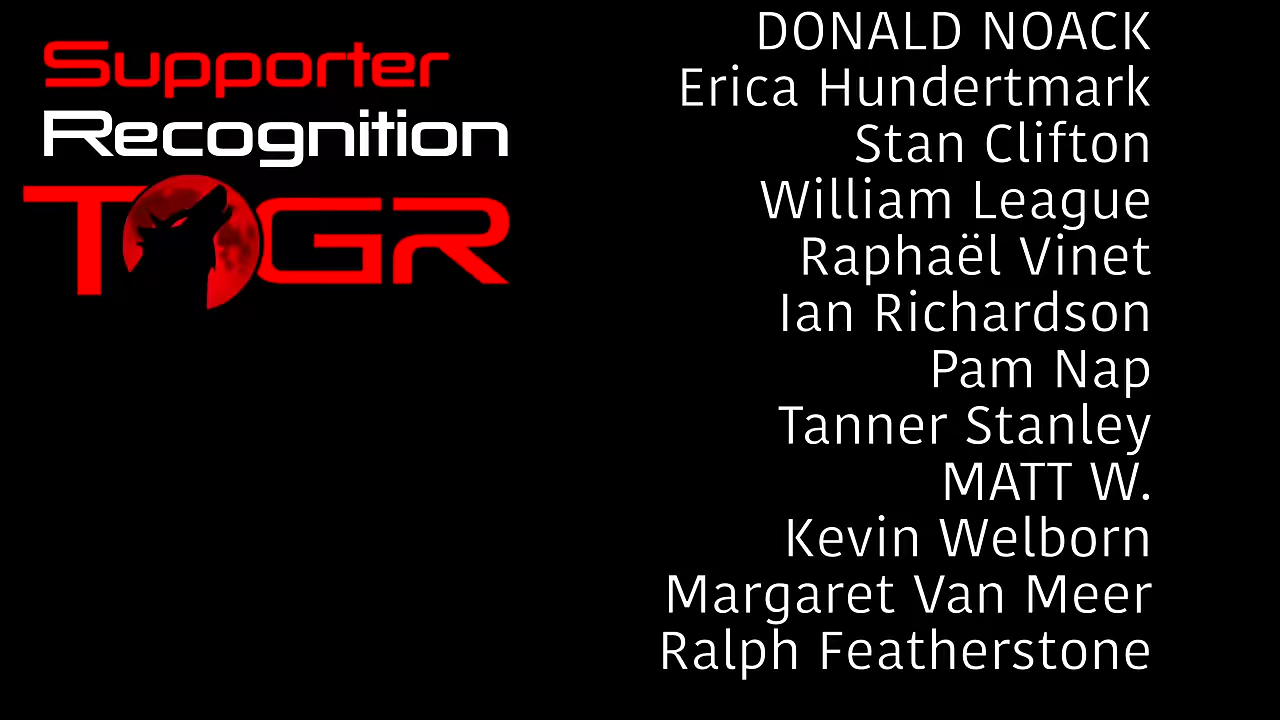 Supporter
Recognition
TOGR
DONALD NOACK
Erica Hundertmark
Stan Clifton
William League
Raphaël Vinet
Ian Richardson
Pam Nap
Tanner Stanley
MATT W.
Kevin Welborn
Margaret Van Meer
Ralph Featherstone